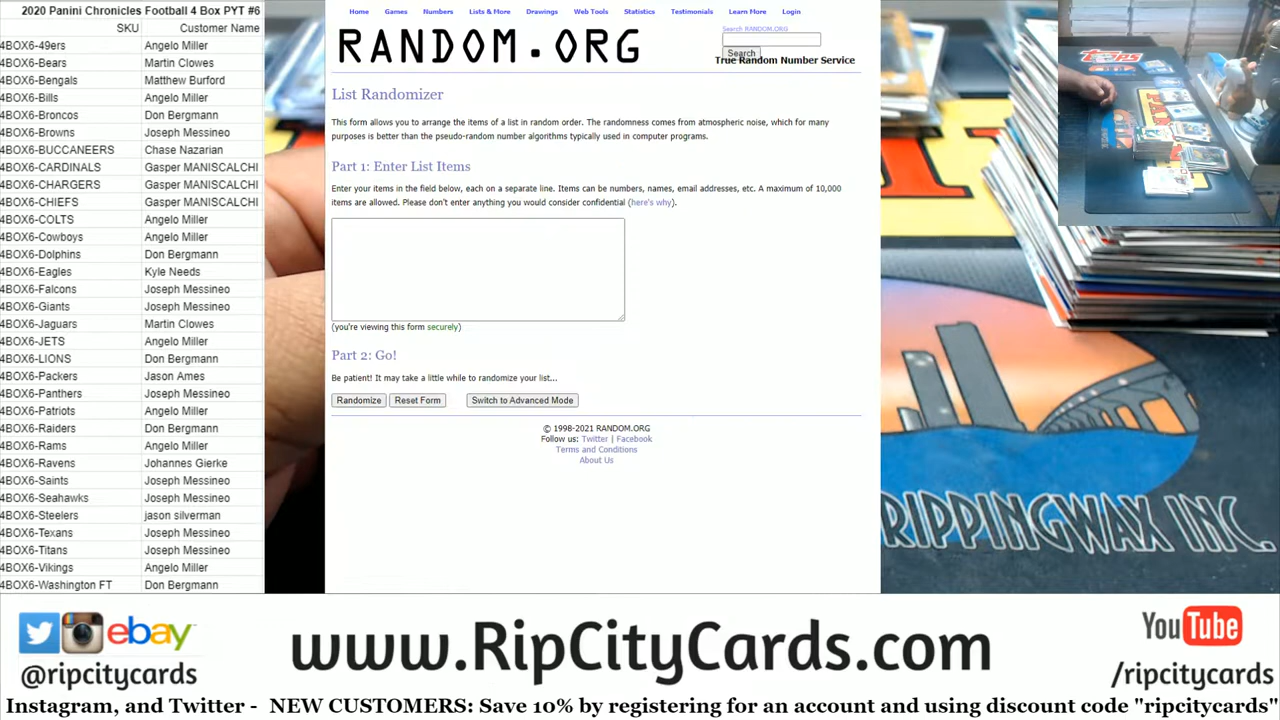 2020 Panini Chronicles Football 4 Box PYT #6
SKU Customer Name
4BOX6-49ers Angelo Miller
4BOX6-Bears Martin Clowes
4BOX6-Bengals Matthew Burford
4BOX6-Bills Angelo Miller
4BOX6-Broncos Don Bergmann
4BOX6-Browns Joseph Messineo
4BOX6-BUCCANEERS Chase Nazarian
4BOX6-CARDINALS Gasper MANISCALCHI
4BOX6-CHARGERS Gasper MANISCALCHI
4BOX6-CHIEFS Gasper MANISCALCHI
4BOX6-COLTS Angelo Miller
4BOX6-Cowboys Angelo Miller
4BOX6-Dolphins Don Bergmann
4BOX6-Eagles Kyle Needs
4BOX6-Falcons Joseph Messineo
4BOX6-Giants Joseph Messineo
4BOX6-Jaguars Martin Clowes
4BOX6-JETS Angelo Miller
4BOX6-LIONS Don Bergmann
4BOX6-Packers Jason Ames
4BOX6-Panthers Joseph Messineo
4BOX6-Patriots Angelo Miller
4BOX6-Raiders Don Bergmann
4BOX6-Rams Angelo Miller
4BOX6-Ravens Johannes Gierke
4BOX6-Saints Joseph Messineo
4BOX6-Seahawks Joseph Messineo
4BOX6-Steelers jason silverman
4BOX6-Texans Joseph Messineo
4BOX6-Titans Joseph Messineo
4BOX6-Vikings Angelo Miller
4BOX6-Washington FT Don Bergmann
Home Games Numbers Lists & More Drawings Web Tools Statistics Testimonials Learn More Login
RANDOM.ORG
Search RANDOM.ORG
Search
True Random Number Service
List Randomizer
This form allows you to arrange the items of a list in random order. The randomness comes from atmospheric noise, which for many
purposes is better than the pseudo-random number algorithms typically used in computer programs.
Part 1: Enter List Items
Enter your items in the field below, each on a separate line. Items can be numbers, names, email addresses, etc. A maximum of 10,000
items are allowed. Please don't enter anything you would consider confidential (here's why).
(you're viewing this form securely)
Part 2: Go!
Be patient! It may take a little while to randomize your list...
Randomize Reset Form Switch to Advanced Mode
© 1998-2021 RANDOM.ORG
Follow us: Twitter | Facebook
Terms and Conditions
About Us
Topps
RIPPINGWAX INC.
ebay
@ripcitycards
www.RipCityCards.com
YouTube
/ripcitycards
Instagram, and Twitter - NEW CUSTOMERS: Save 10% by registering for an account and using discount code "ripcitycards"